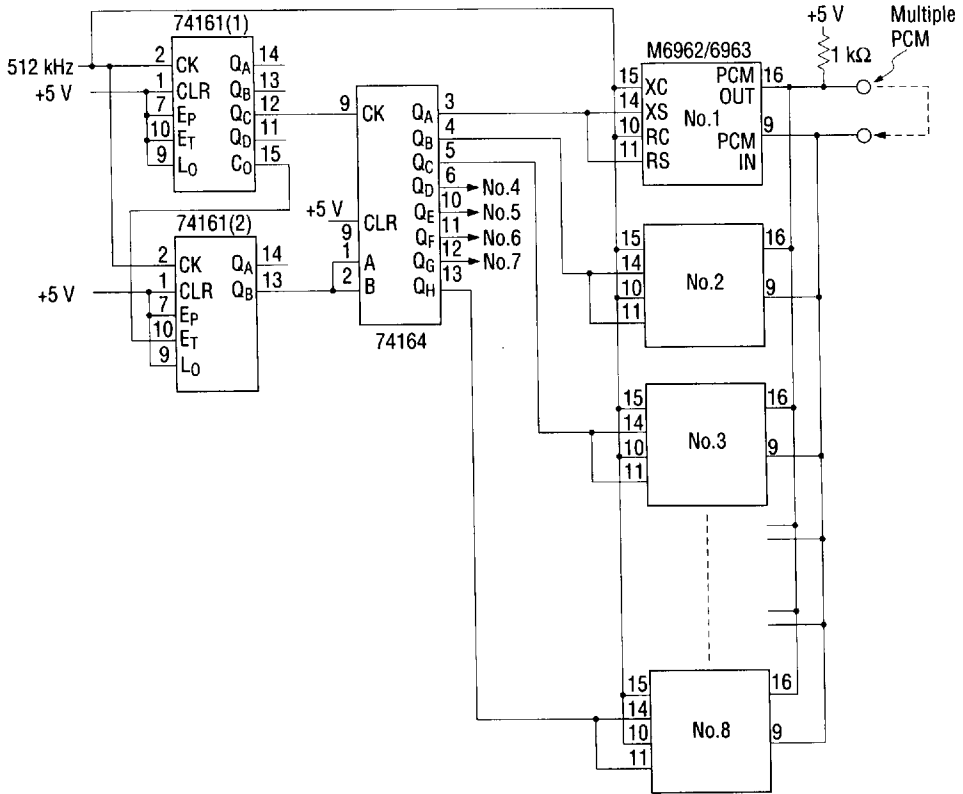 74161(1)
512 kHz
+5 V
2 CK
1 CLR
7 EP
10 ET
9 LO
QA 14
QB 13
QC 12
QD 11
CO 15
74161(2)
+5 V
2 CK
1 CLR
7 EP
10 ET
9 LO
QA 14
QB 13
9 CK
+5 V
9 CLR
1 A
2 B
QA 3
QB 4
QC 5
QD 6 No.4
QE 10 No.5
QF 11 No.6
QG 12 No.7
QH 13
74164
+5 V
1 kΩ
Multiple
PCM
M6962/6963
15 XC
14 XS
10 RC
11 RS
No.1
PCM
OUT
16
PCM
IN
9
15
14
10
11
No.2
16
9
15
14
10
11
No.3
16
9
15
14
10
11
No.8
16
9